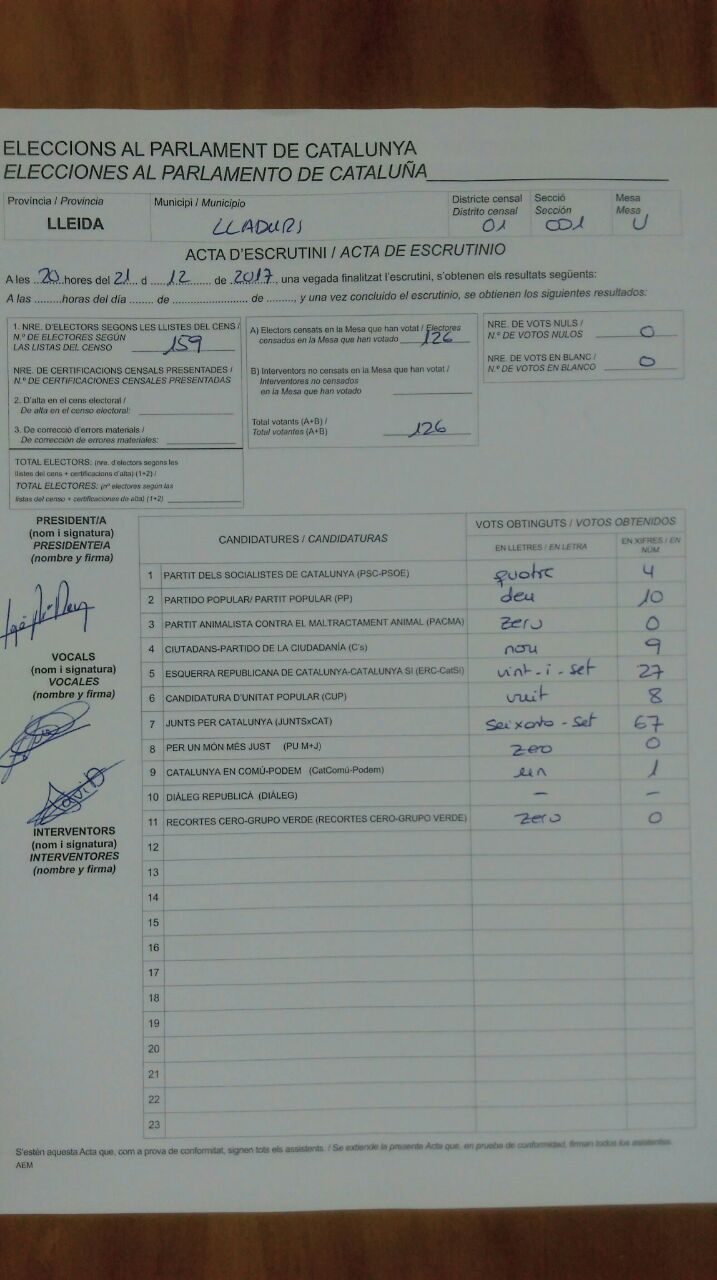 ELECCIONS AL PARLAMENT DE CATALUNYA
ELECCIONES AL PARLAMENTO DE CATALUÑA
Provincia / Provincia
LLEIDA
Municipi / Municipio
LLADURS
Districte censal
Distrito censal
01
Secció
Sección
001
Mesa
Mesa
U
ACTA D'ESCRUTINI / ACTA DE ESCRUTINIO
A les 20 hores del 21 d 12 de 2017, una vegada finalitzat l'escrutini, s'obtenen els resultats següents:
A las .........horas del día ....... de ........................ de ........., y una vez concluido el escrutinio, se obtienen los siguientes resultados:
1. NRE. D'ELECTORS SEGONS LES LLISTES DEL CENS /
N.º DE ELECTORES SEGÚN
LAS LISTAS DEL CENSO 159
NRE. DE CERTIFICACIONS CENSALS PRESENTADES /
N.º DE CERTIFICACIONES CENSALES PRESENTADAS
2. D'alta en el cens electoral /
De alta en el censo electoral:
3. De correcció d'errors materials /
De corrección de errores materiales:
TOTAL ELECTORS: (nre. d'electors segons les
llistes del cens + certificacions d'alta) (1+2) /
TOTAL ELECTORES: (nº electores según las
listas del censo + certificaciones de alta) (1+2)
A) Electors censats en la Mesa que han votat / Electores
censados en la Mesa que han votado 126
B) Interventors no censats en la Mesa que han votat /
Interventores no censados
en la Mesa que han votado
Total votants (A+B) /
Total votantes (A+B) 126
NRE. DE VOTS NULS /
N.º DE VOTOS NULOS 0
NRE. DE VOTS EN BLANC /
N.º DE VOTOS EN BLANCO 0
PRESIDENT/A
(nom i signatura)
PRESIDENTE/A
(nombre y firma)
VOCALS
(nom i signatura)
VOCALES
(nombre y firma)
David
INTERVENTORS
(nom i signatura)
INTERVENTORES
(nombre y firma)
CANDIDATURES / CANDIDATURAS
VOTS OBTINGUTS / VOTOS OBTENIDOS
EN LLETRES / EN LETRA
EN XIFRES / EN
NÚM
1 PARTIT DELS SOCIALISTES DE CATALUNYA (PSC-PSOE) quatre 4
2 PARTIDO POPULAR/ PARTIT POPULAR (PP) deu 10
3 PARTIT ANIMALISTA CONTRA EL MALTRACTAMENT ANIMAL (PACMA) zero 0
4 CIUTADANS-PARTIDO DE LA CIUDADANÍA (C's) nou 9
5 ESQUERRA REPUBLICANA DE CATALUNYA-CATALUNYA SÍ (ERC-CatSí) vint-i-set 27
6 CANDIDATURA D'UNITAT POPULAR (CUP) vuit 8
7 JUNTS PER CATALUNYA (JUNTSxCAT) seixanta-set 67
8 PER UN MÓN MÉS JUST (PU M+J) zero 0
9 CATALUNYA EN COMÚ-PODEM (CatComú-Podem) un 1
10 DIÀLEG REPUBLICÀ (DIÀLEG) - -
11 RECORTES CERO-GRUPO VERDE (RECORTES CERO-GRUPO VERDE) zero 0
12
13
14
15
16
17
18
19
20
21
22
23
S'estén aquesta Acta que, com a prova de conformitat, signen tots els assistents. / Se extiende la presente Acta que, en prueba de conformidad, firman todos los asistentes.
AEM